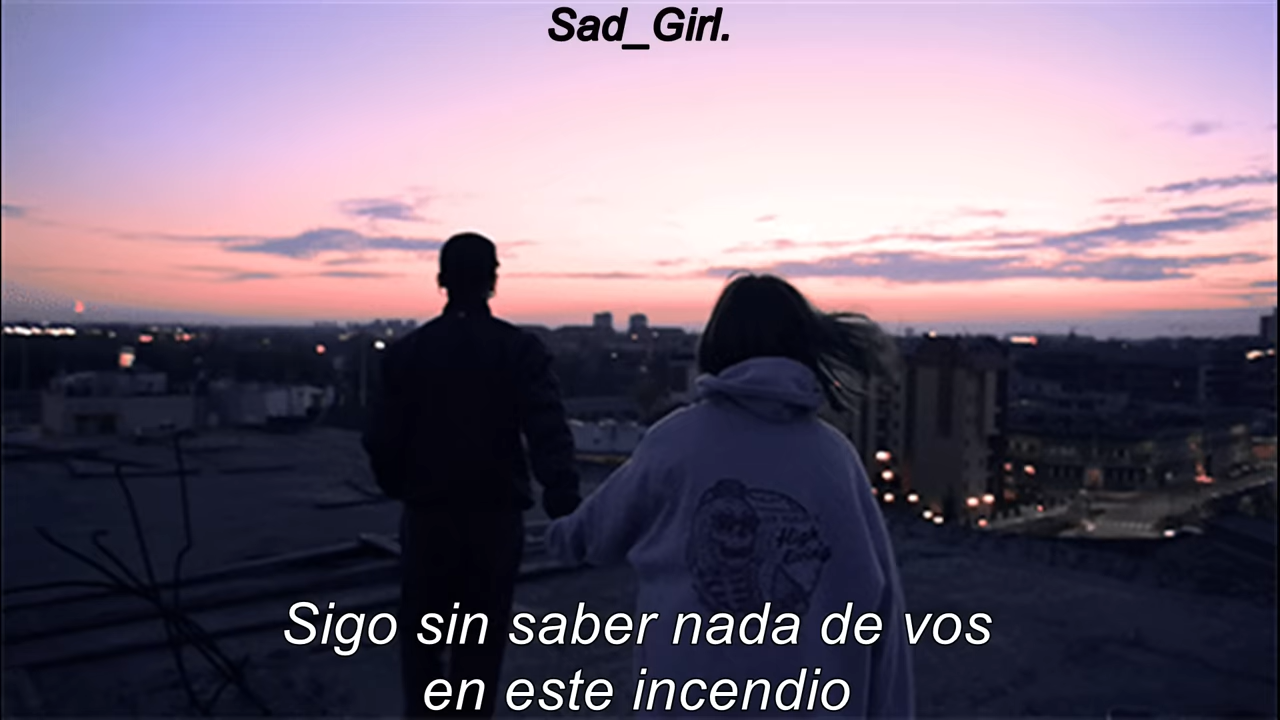 Sad_Girl.
Sigo sin saber nada de vos
en este incendio